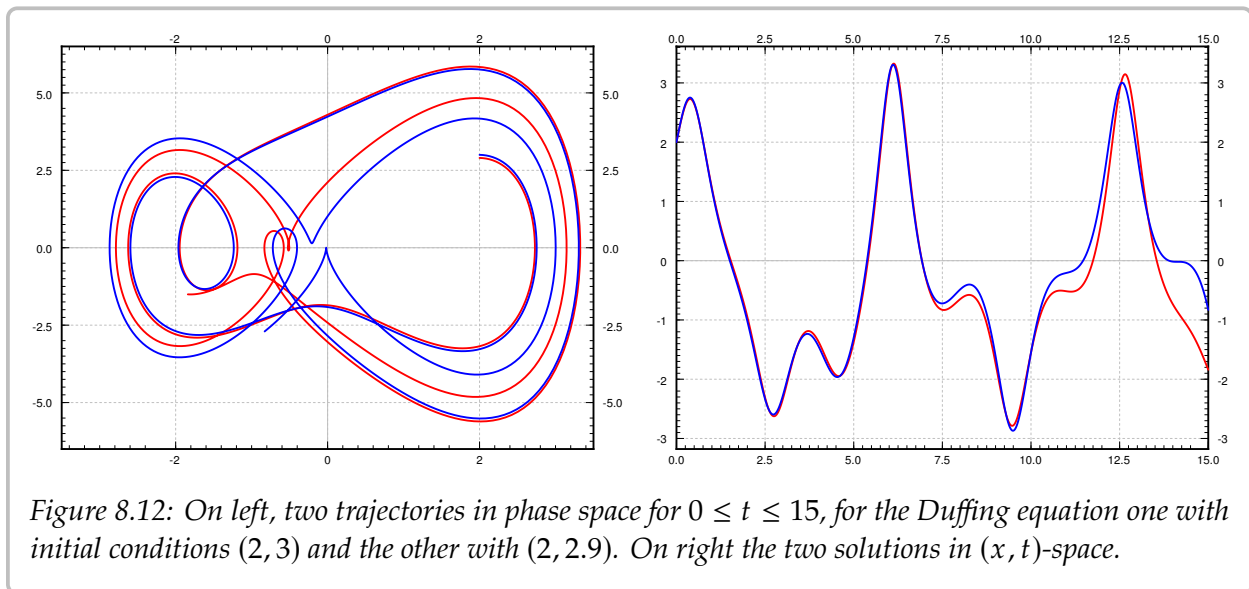 -2 0 2
5.0 5.0
2.5 2.5
0.0 0.0
-2.5 -2.5
-5.0 -5.0
-2 0 2
0.0 2.5 5.0 7.5 10.0 12.5 15.0
3 3
2 2
1 1
0 0
-1 -1
-2 -2
-3 -3
0.0 2.5 5.0 7.5 10.0 12.5 15.0
Figure 8.12: On left, two trajectories in phase space for 0 ≤ t ≤ 15, for the Duffing equation one with
initial conditions (2, 3) and the other with (2, 2.9). On right the two solutions in (x, t)-space.